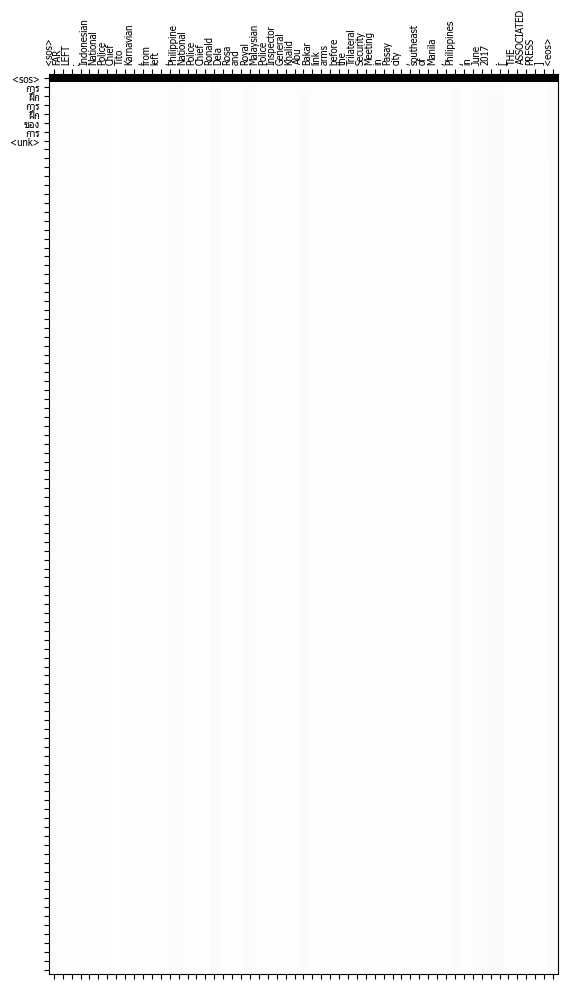 <sos>
FAR
LEFT
,
Indonesian
National
Police
Chief
Tito
Karnavian
,
from
left
,
Philippine
National
Police
Chief
Ronald
Dela
Rosa
and
Royal
Malaysian
Police
Inspector
General
Khalid
Abu
Bakar
link
arms
before
the
Trilateral
Security
Meeting
in
Pasay
city
,
southeast
of
Manila
,
Philippines
,
in
June
2017
.
[
THE
ASSOCIATED
PRESS
]
<eos>
<sos>
การ
ฝึก
การ
ฝึก
ของ
การ
<unk>